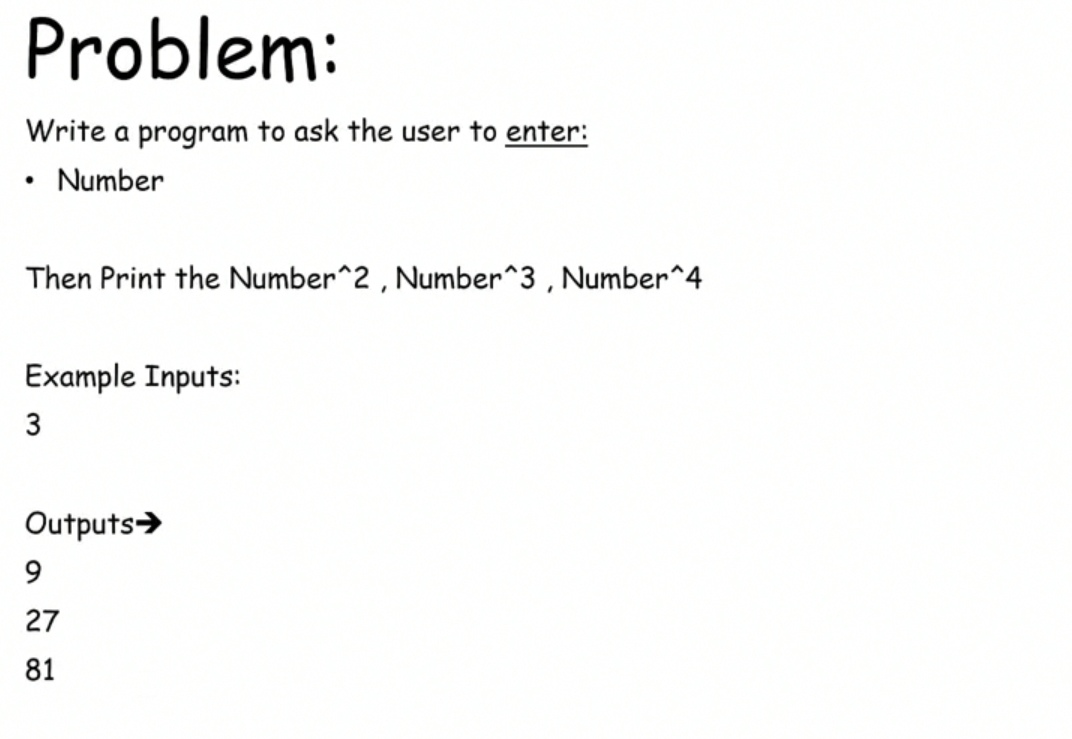 Problem:
Write a program to ask the user to enter:
• Number
Then Print the Number^2 , Number^3 , Number^4
Example Inputs:
3
Outputs➔
9
27
81